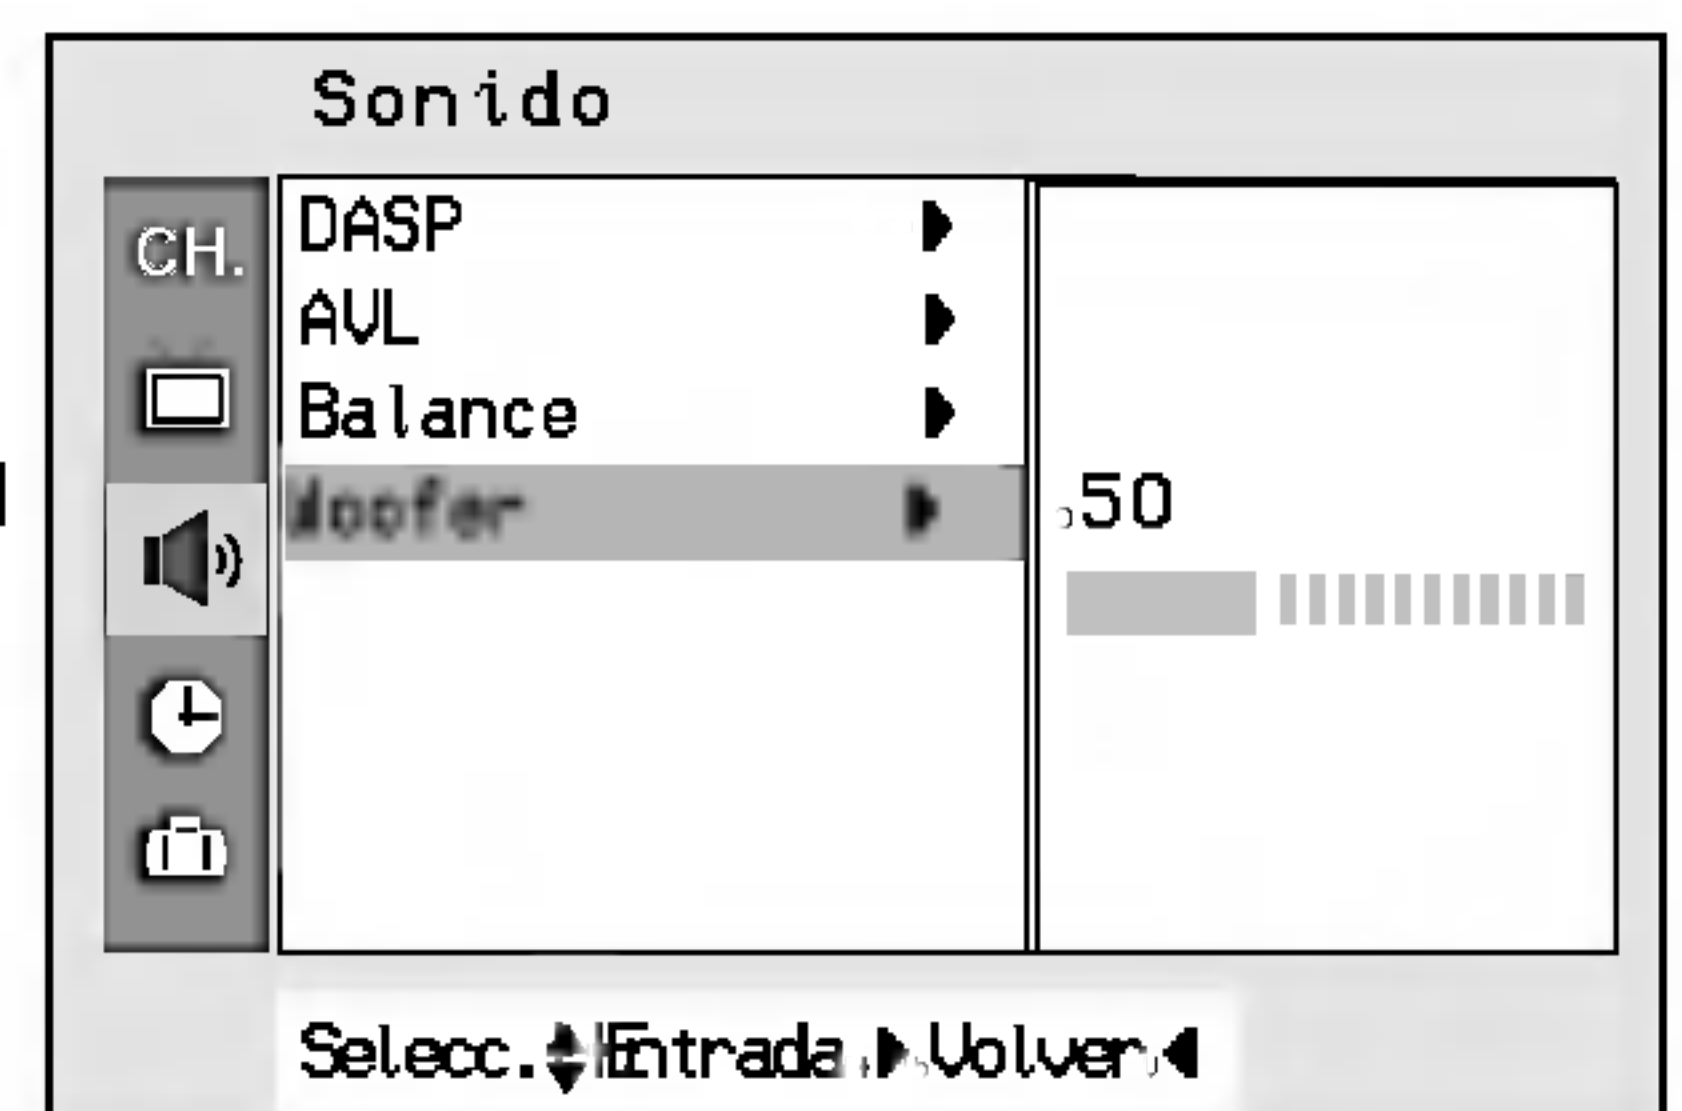 Sonido
CH.
DASP
AVL
Balance
Woofer
50
Selecc. Entrada Volver